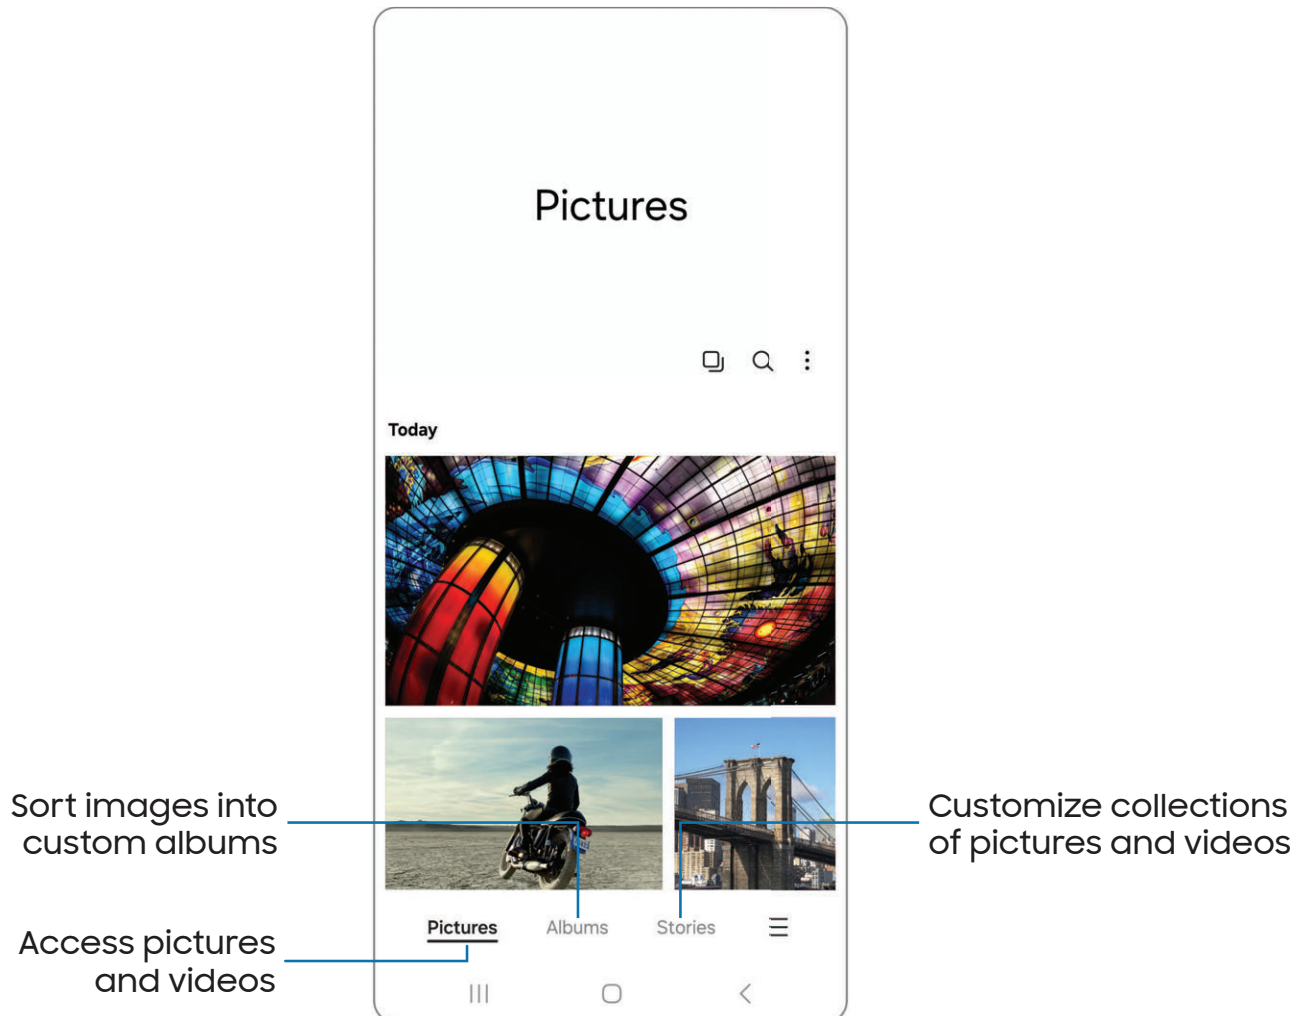 Pictures
Today
Sort images into
custom albums
Customize collections
of pictures and videos
Pictures
Albums
Stories
Access pictures
and videos